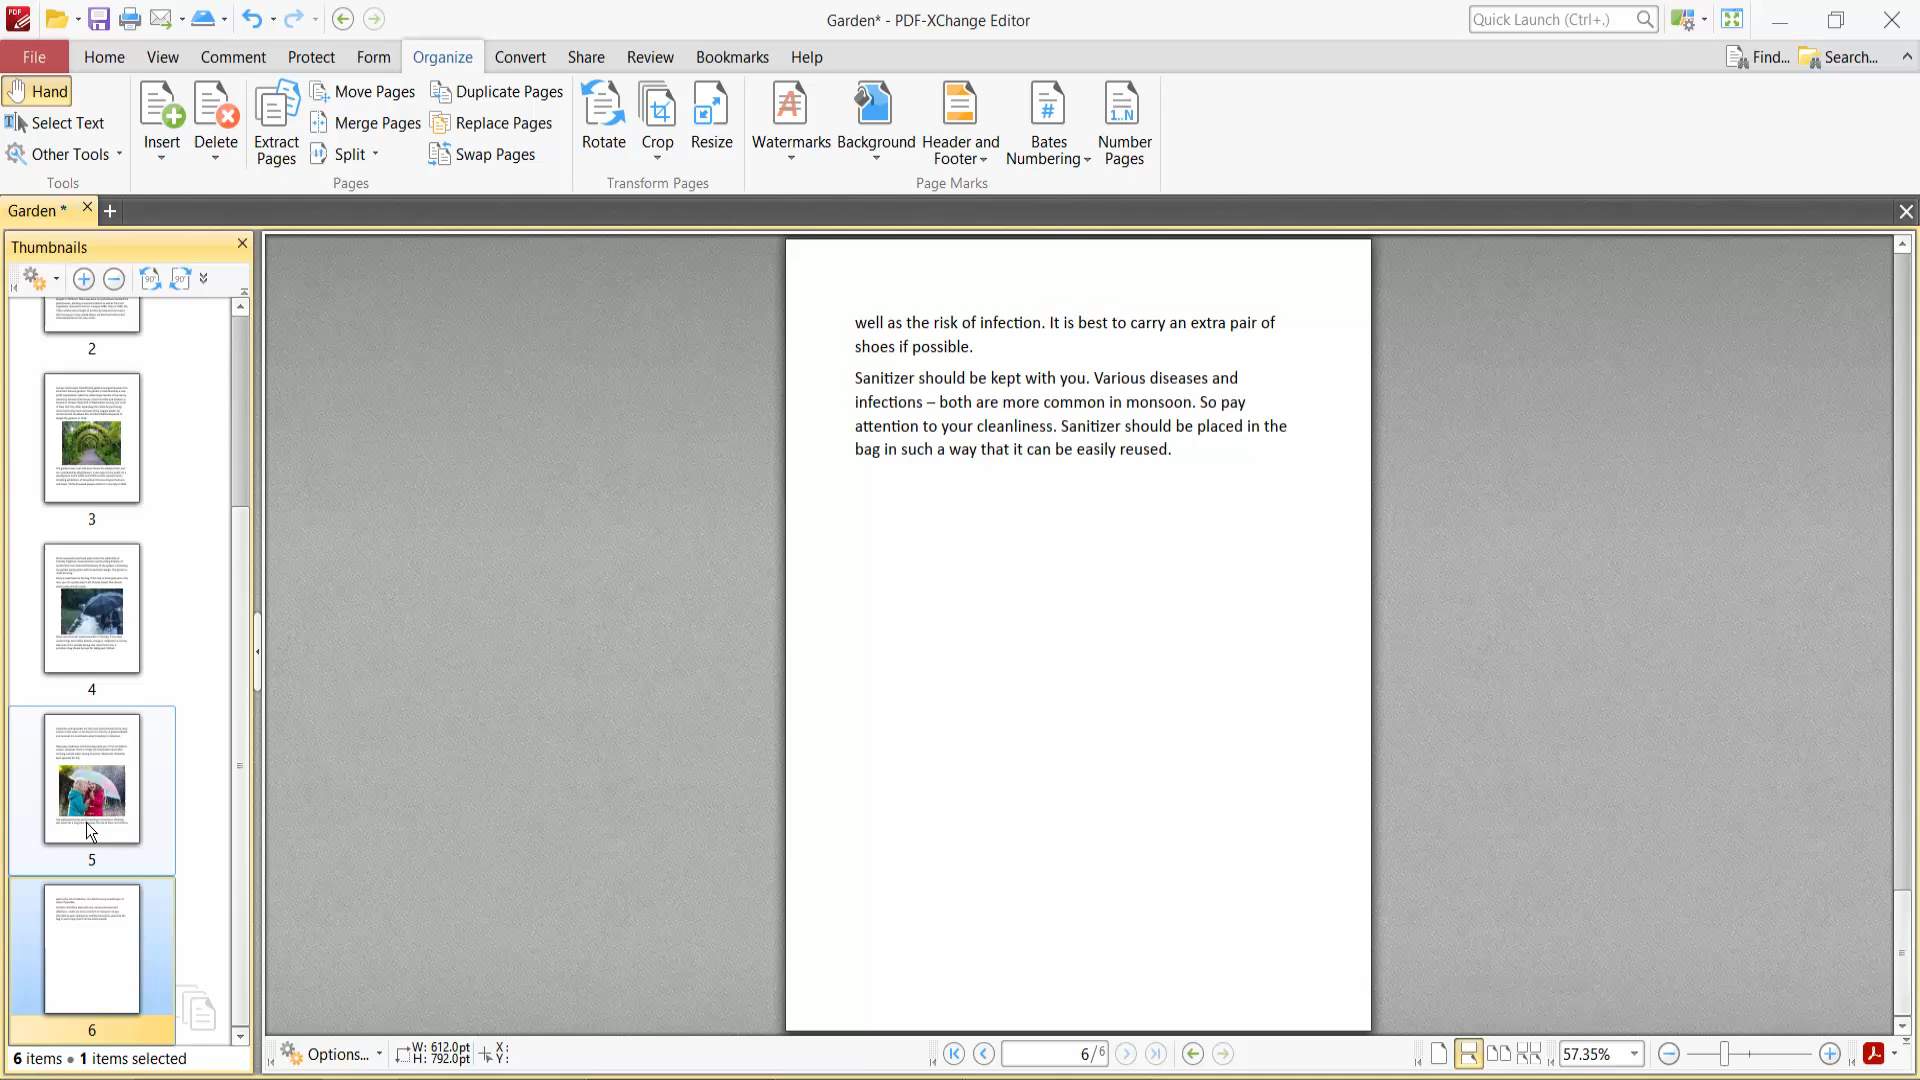 Garden* - PDF-XChange Editor
Quick Launch (Ctrl+.)
File
Home
View
Comment
Protect
Form
Organize
Convert
Share
Review
Bookmarks
Help
Find...
Search...
Hand
Select Text
Other Tools
Tools
Insert
Delete
Extract Pages
Move Pages
Merge Pages
Split
Duplicate Pages
Replace Pages
Swap Pages
Pages
Rotate
Crop
Resize
Transform Pages
Watermarks
Background
Header and Footer
Bates Numbering
Number Pages
Page Marks
Garden *
Thumbnails
2
3
4
5
6
6 items • 1 items selected
well as the risk of infection. It is best to carry an extra pair of
shoes if possible.
Sanitizer should be kept with you. Various diseases and
infections – both are more common in monsoon. So pay
attention to your cleanliness. Sanitizer should be placed in the
bag in such a way that it can be easily reused.
Options...
W: 612.0pt
H: 792.0pt
X:
Y:
6/6
57.35%